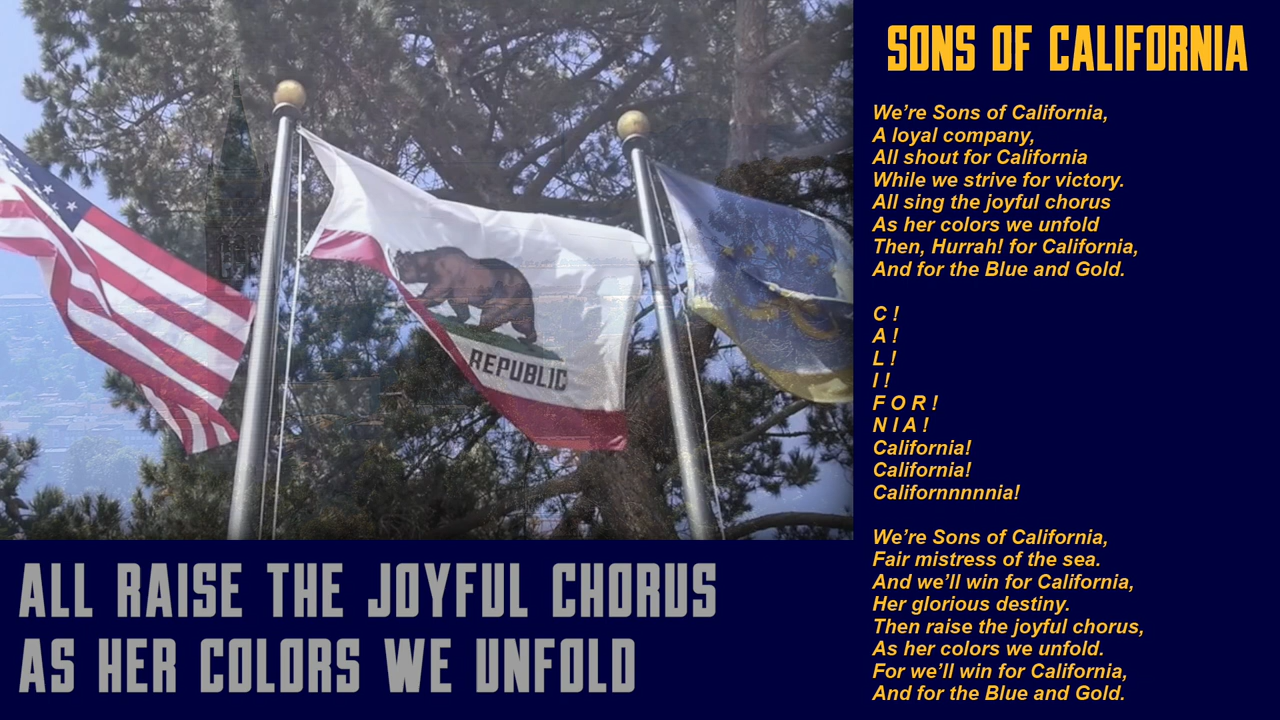 REPUBLIC
ALL RAISE THE JOYFUL CHORUS
AS HER COLORS WE UNFOLD
SONS OF CALIFORNIA
We’re Sons of California,
A loyal company,
All shout for California
While we strive for victory.
All sing the joyful chorus
As her colors we unfold
Then, Hurrah! for California,
And for the Blue and Gold.
C !
A !
L !
I !
F O R !
N I A !
California!
California!
Californnnnnia!
We’re Sons of California,
Fair mistress of the sea.
And we’ll win for California,
Her glorious destiny.
Then raise the joyful chorus,
As her colors we unfold.
For we’ll win for California,
And for the Blue and Gold.